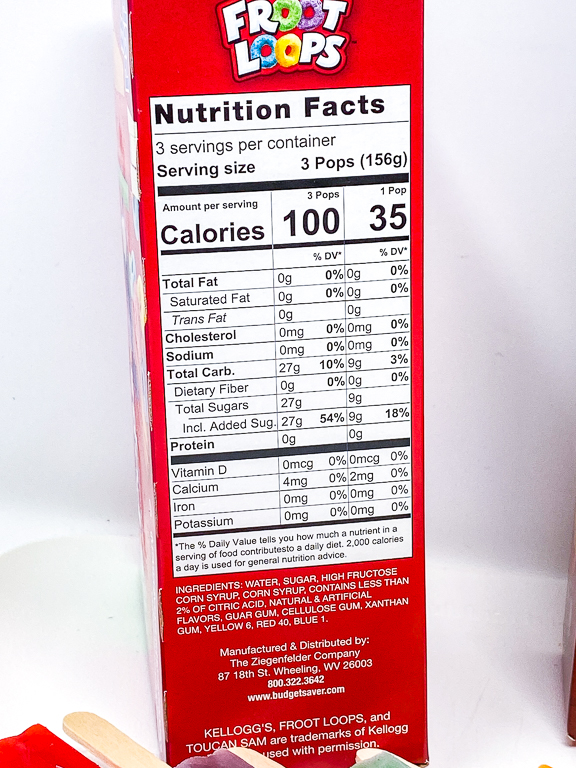 FROOT
LOOPS
Nutrition Facts
3 servings per container
Serving size 3 Pops (156g)
Amount per serving 3 Pops 1 Pop
Calories 100 35
% DV* % DV*
Total Fat 0g 0% 0g 0%
Saturated Fat 0g 0% 0g 0%
Trans Fat 0g 0g
Cholesterol 0mg 0% 0mg 0%
Sodium 0mg 0% 0mg 0%
Total Carb. 27g 10% 9g 3%
Dietary Fiber 0g 0% 0g 0%
Total Sugars 27g 9g
Incl. Added Sug. 27g 54% 9g 18%
Protein 0g 0g
Vitamin D 0mcg 0% 0mcg 0%
Calcium 4mg 0% 2mg 0%
Iron 0mg 0% 0mg 0%
Potassium 0mg 0% 0mg 0%
*The % Daily Value tells you how much a nutrient in a
serving of food contributesto a daily diet. 2,000 calories
a day is used for general nutrition advice.
INGREDIENTS: WATER, SUGAR, HIGH FRUCTOSE
CORN SYRUP, CORN SYRUP, CONTAINS LESS THAN
2% OF CITRIC ACID, NATURAL & ARTIFICIAL
FLAVORS, GUAR GUM, CELLULOSE GUM, XANTHAN
GUM, YELLOW 6, RED 40, BLUE 1.
Manufactured & Distributed by:
The Ziegenfelder Company
87 18th St. Wheeling, WV 26003
800.322.3642
www.budgetsaver.com
KELLOGG'S, FROOT LOOPS, and
TOUCAN SAM are trademarks of Kellogg
used with permission.